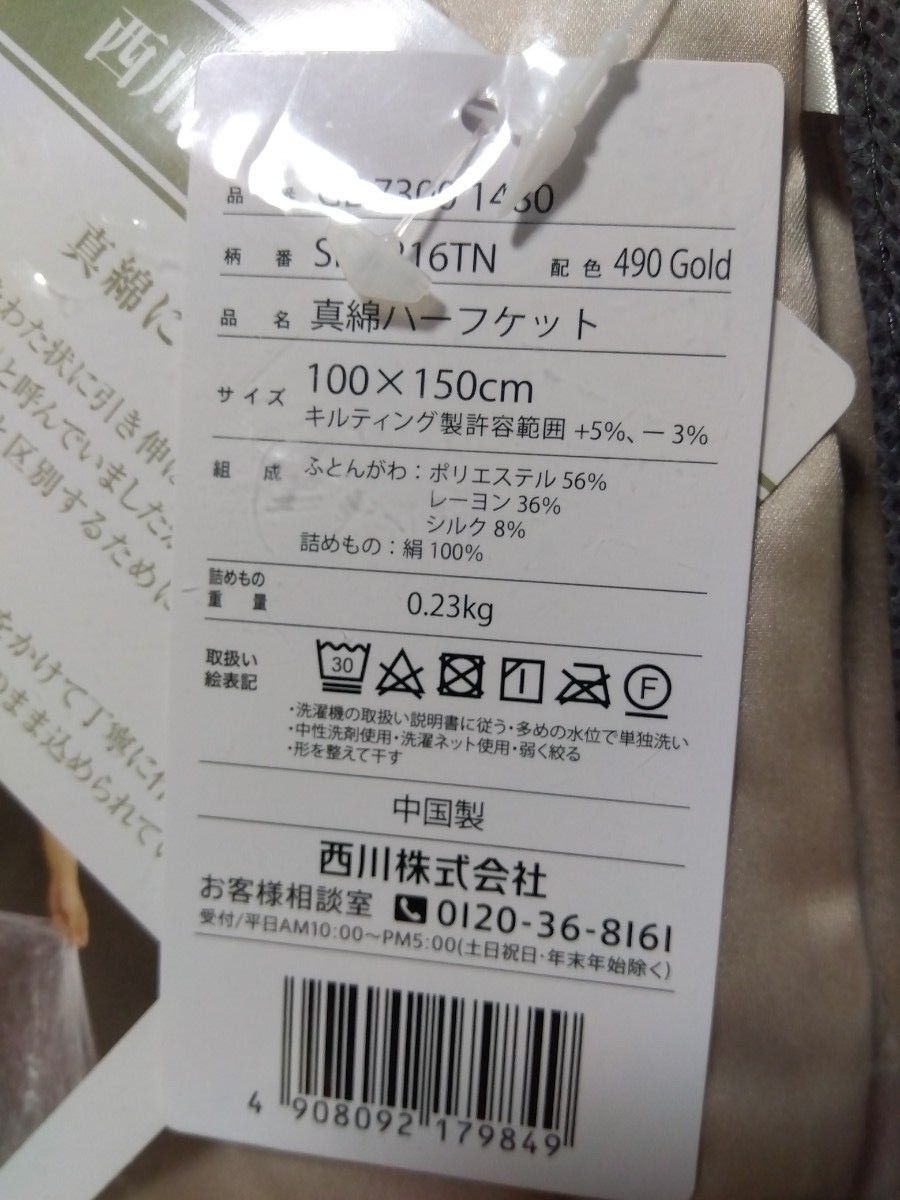 西川
真綿に
わた状に引き伸
と呼んでいました
区別するために
をかけて丁寧に
まま込められてい
品番 1480
柄番 16TN 配色 490 Gold
品名 真綿ハーフケット
サイズ 100×150cm
キルティング製許容範囲 +5%、－3%
組成 ふとんがわ：ポリエステル 56%
レーヨン 36%
シルク 8%
詰めもの：絹 100%
詰めもの
重量 0.23kg
取扱い
絵表記
30
F
・洗濯機の取扱い説明書に従う・多めの水位で単独洗い
・中性洗剤使用・洗濯ネット使用・弱く絞る
・形を整えて干す
中国製
西川株式会社
お客様相談室 0120-36-8161
受付/平日AM10:00～PM5:00(土日祝日・年末年始除く)
4 908092 179849